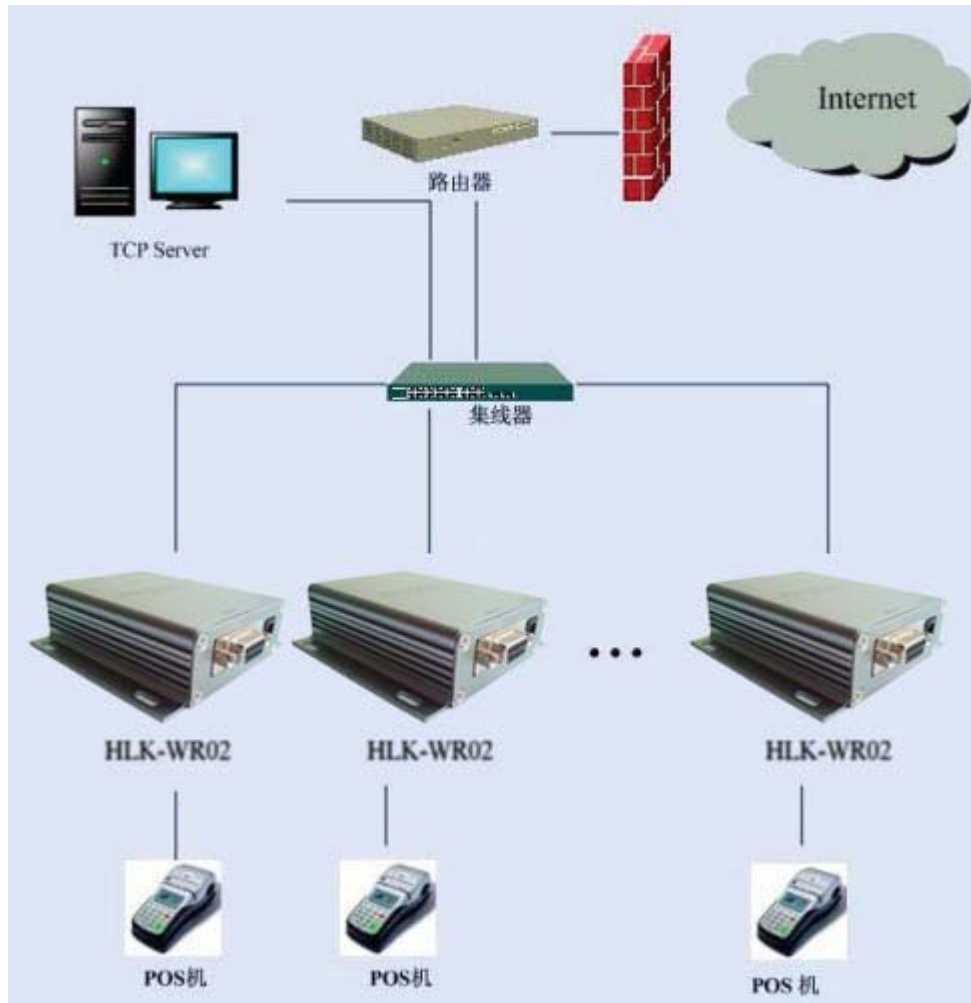 Internet
路由器
TCP Server
集线器
HLK-WR02
HLK-WR02
HLK-WR02
POS机
POS机
POS 机